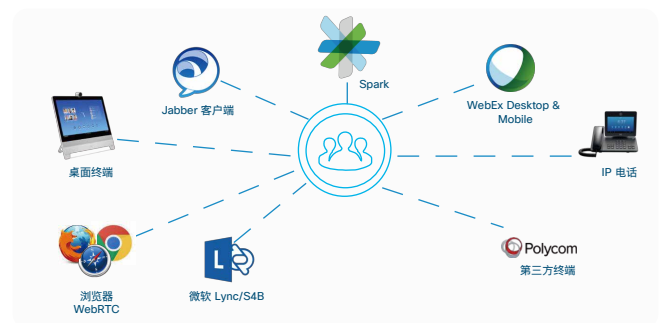 Spark
Jabber 客户端
WebEx Desktop &
Mobile
桌面终端
IP 电话
Polycom
第三方终端
浏览器
WebRTC
微软 Lync/S4B